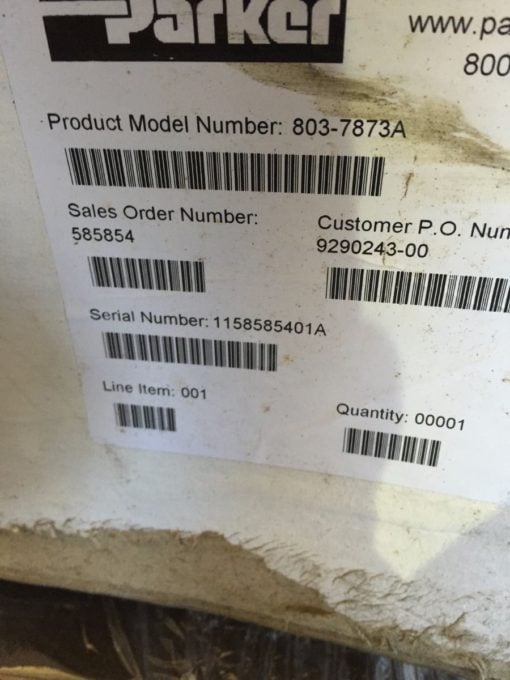 Parker
www.pa
800
Product Model Number: 803-7873A
Sales Order Number:
585854
Customer P.O. Num
9290243-00
Serial Number: 1158585401A
Line Item: 001
Quantity: 00001